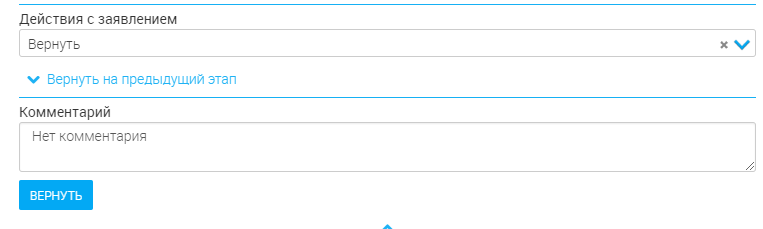 Действия с заявлением
Вернуть
Вернуть на предыдущий этап
Комментарий
Нет комментария
ВЕРНУТЬ